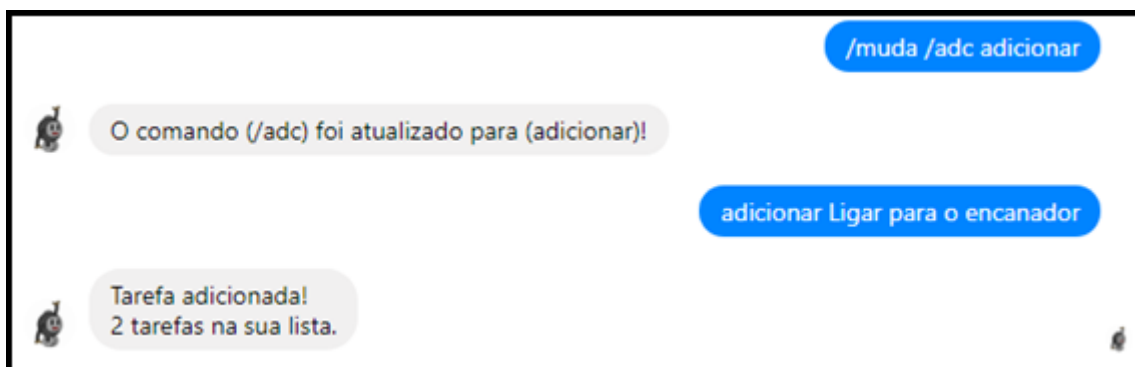 /muda /adc adicionar
O comando (/adc) foi atualizado para (adicionar)!
adicionar Ligar para o encanador
Tarefa adicionada!
2 tarefas na sua lista.